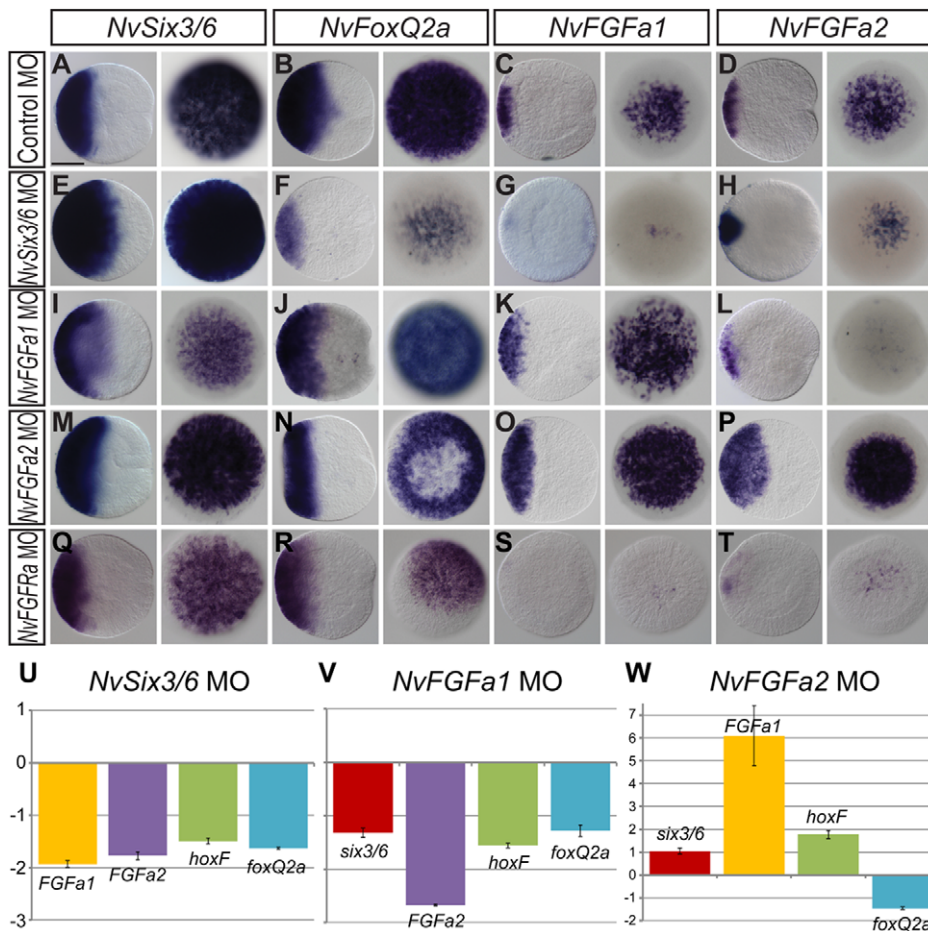 NvSix3/6 NvFoxQ2a NvFGFa1 NvFGFa2
Control MO
A B C D
NvSix3/6 MO
E F G H
NvFGFa1 MO
I J K L
NvFGFa2 MO
M N O P
NvFGFRa MO
Q R S T
U NvSix3/6 MO
1
0
-1
-2
-3
FGFa1 FGFa2 hoxF foxQ2a
V NvFGFa1 MO
six3/6 FGFa2 hoxF foxQ2a
W NvFGFa2 MO
7
6
5
4
3
2
1
0
-1
-2
six3/6 FGFa1 hoxF foxQ2a